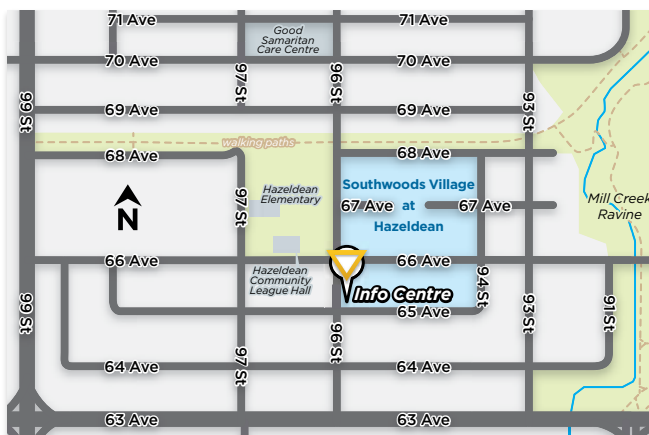 71 Ave
71 Ave
Good
Samaritan
Care Centre
70 Ave
70 Ave
99 St
97 St
96 St
93 St
69 Ave
69 Ave
walking paths
68 Ave
68 Ave
Southwoods Village
at
Hazeldean
Hazeldean
Elementary
97 St
67 Ave
67 Ave
Mill Creek
Ravine
N
66 Ave
66 Ave
Hazeldean
Community
League Hall
Info Centre
99 St
96 St
94 St
93 St
91 St
65 Ave
97 St
64 Ave
64 Ave
63 Ave
63 Ave